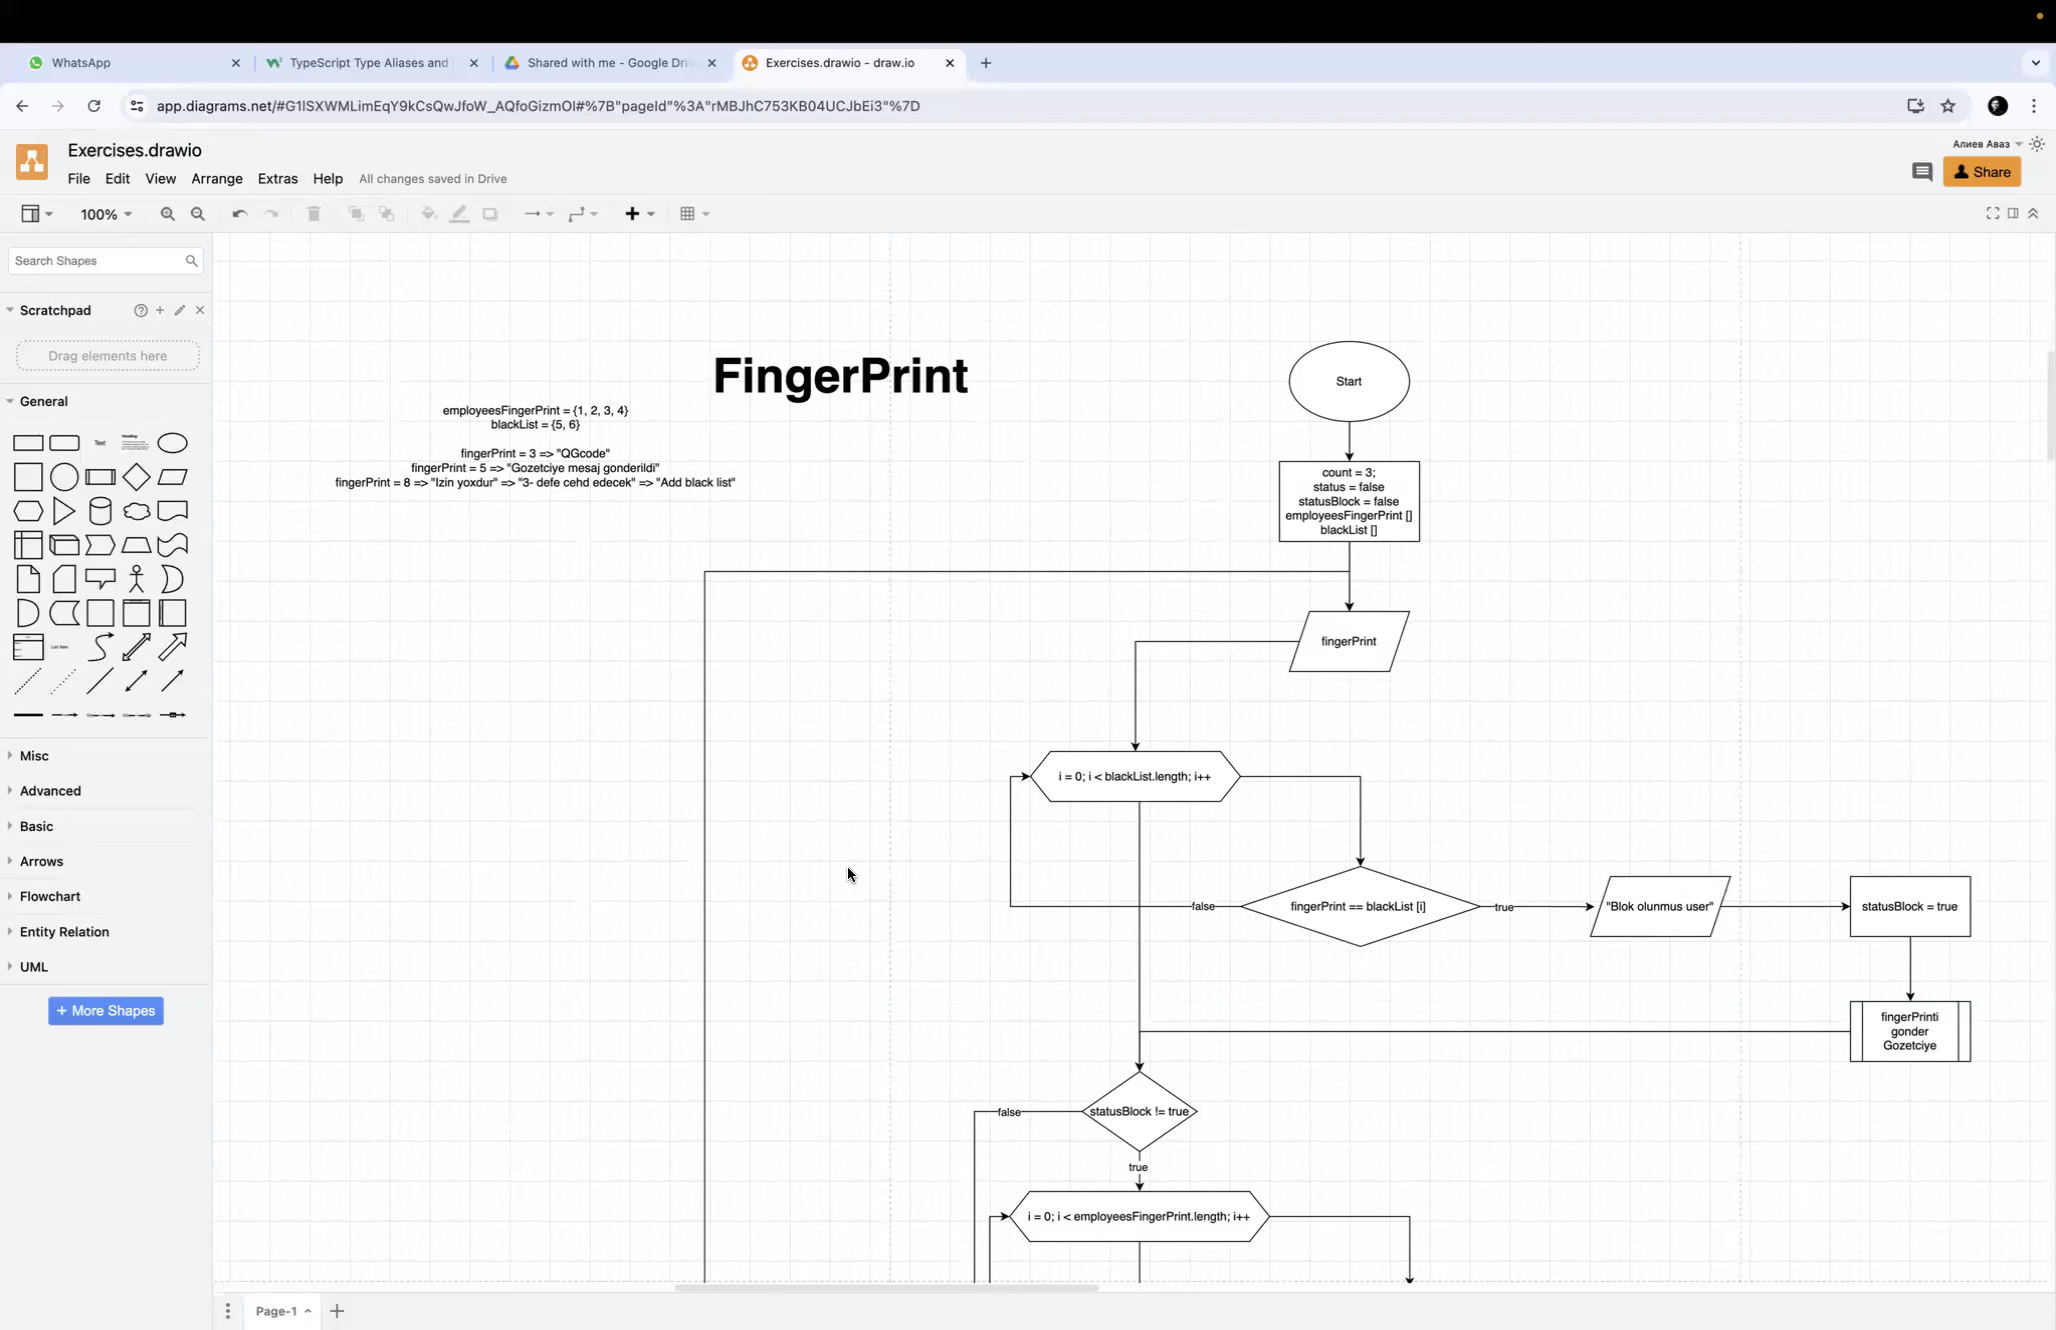 WhatsApp
TypeScript Type Aliases and
Shared with me - Google Dri
Exercises.drawio - draw.io
app.diagrams.net/#G1lSXWMLimEqY9kCsQwJfoW_AQfoGizmOl#%7B"pageId"%3A"rMBJhC753KB04UCJbEi3"%7D
Exercises.drawio
Алиев Аваз
File Edit View Arrange Extras Help All changes saved in Drive
Share
100%
Search Shapes
Scratchpad
Drag elements here
General
Text
Heading
List Item
Misc
Advanced
Basic
Arrows
Flowchart
Entity Relation
UML
+ More Shapes
FingerPrint
employeesFingerPrint = {1, 2, 3, 4}
blackList = {5, 6}
fingerPrint = 3 => "QGcode"
fingerPrint = 5 => "Gozetciye mesaj gonderildi"
fingerPrint = 8 => "Izin yoxdur" => "3- defe cehd edecek" => "Add black list"
Start
count = 3;
status = false
statusBlock = false
employeesFingerPrint []
blackList []
fingerPrint
i = 0; i < blackList.length; i++
false
fingerPrint == blackList [i]
true
"Blok olunmus user"
statusBlock = true
fingerPrinti
gonder
Gozetciye
false
statusBlock != true
true
i = 0; i < employeesFingerPrint.length; i++
Page-1